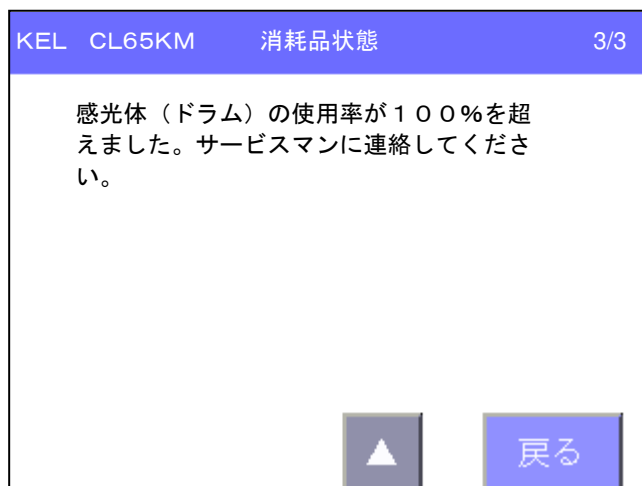 KEL CL65KM 消耗品状態 3/3
感光体（ドラム）の使用率が１００％を超
えました。サービスマンに連絡してくださ
い。
▲ 戻る